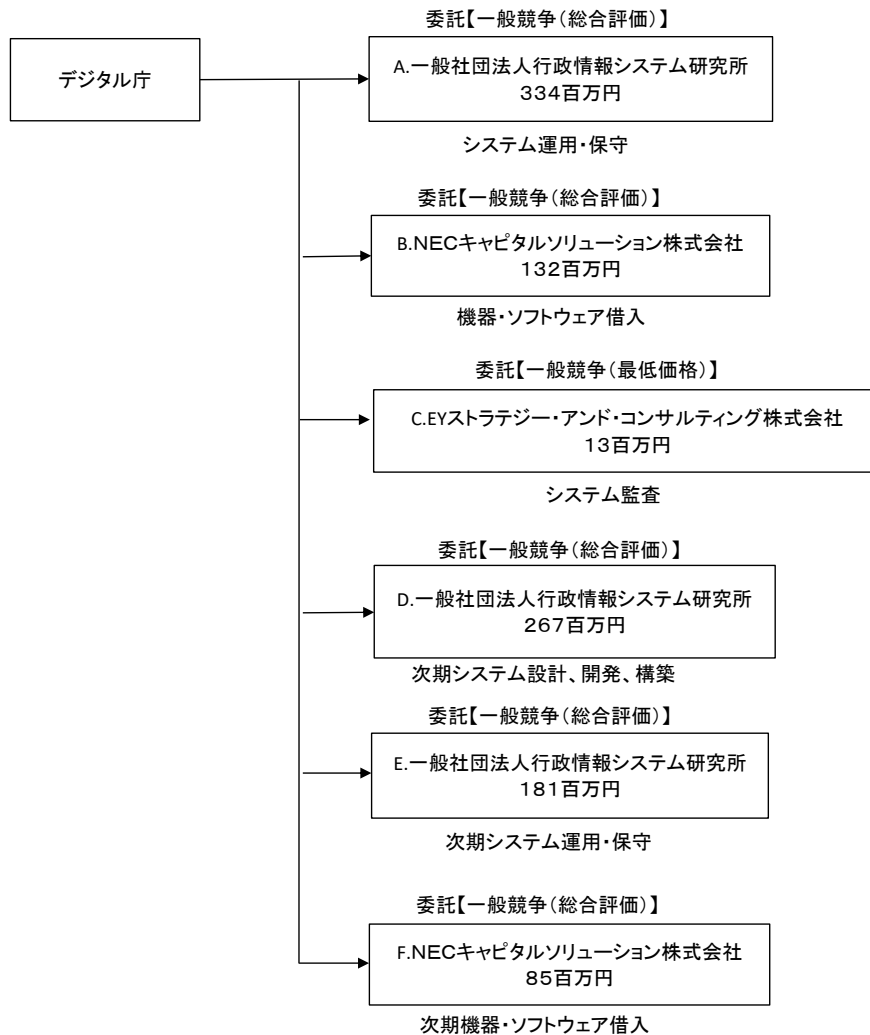 委託【一般競争(総合評価)】
デジタル庁
A.一般社団法人行政情報システム研究所
334百万円
システム運用・保守
委託【一般競争(総合評価)】
B.NECキャピタルソリューション株式会社
132百万円
機器・ソフトウェア借入
委託【一般競争(最低価格)】
C.EYストラテジー・アンド・コンサルティング株式会社
13百万円
システム監査
委託【一般競争(総合評価)】
D.一般社団法人行政情報システム研究所
267百万円
次期システム設計、開発、構築
委託【一般競争(総合評価)】
E.一般社団法人行政情報システム研究所
181百万円
次期システム運用・保守
委託【一般競争(総合評価)】
F.NECキャピタルソリューション株式会社
85百万円
次期機器・ソフトウェア借入